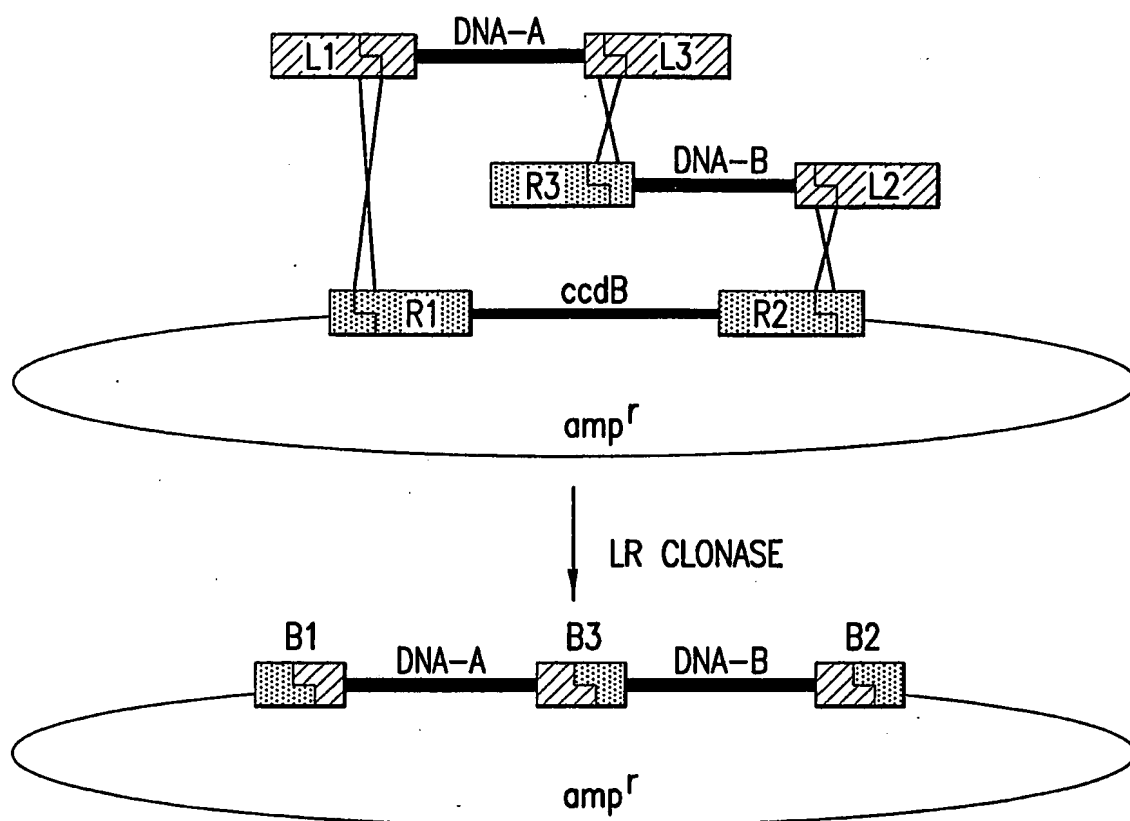 DNA-A
L1
L3
DNA-B
R3
L2
ccdB
R1
R2
amp^r
LR CLONASE
B1
B3
B2
DNA-A
DNA-B
amp^r